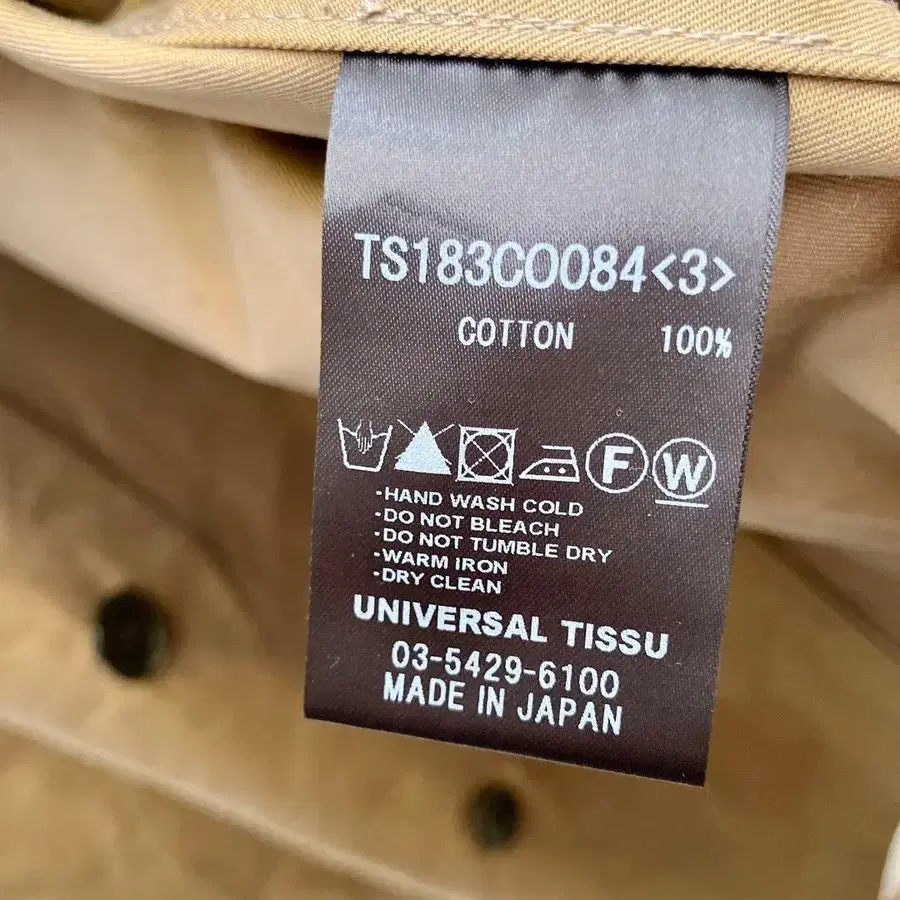 TS183CO084<3>
COTTON 100%
F W
·HAND WASH COLD
·DO NOT BLEACH
·DO NOT TUMBLE DRY
·WARM IRON
·DRY CLEAN
UNIVERSAL TISSU
03-5429-6100
MADE IN JAPAN